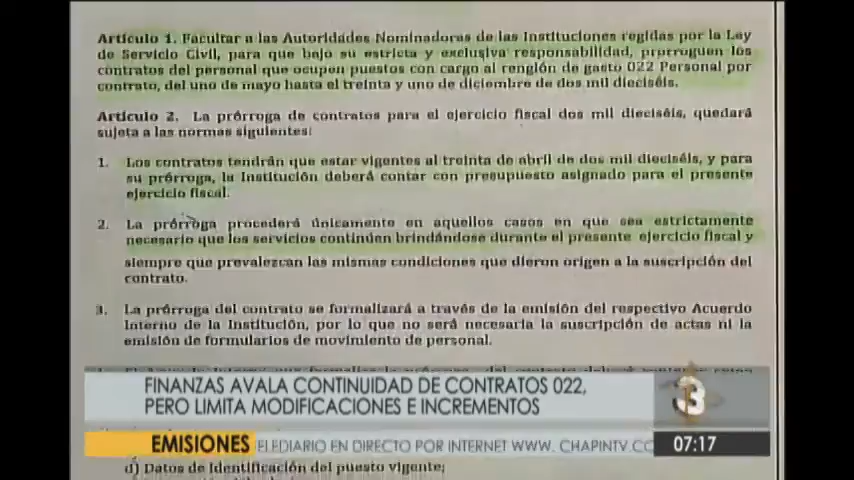 Artículo 1. Facultar a las Autoridades Nominadoras de las Instituciones regidas por la Ley
de Servicio Civil, para que bajo su estricta y exclusiva responsabilidad, prorroguen los
contratos del personal que ocupen puestos con cargo al renglón de gasto 022 Personal por
contrato, del uno de mayo hasta el treinta y uno de diciembre de dos mil dieciséis.
Artículo 2. La prórroga de contratos para el ejercicio fiscal dos mil dieciséis, quedará
sujeta a las normas siguientes:
1. Los contratos tendrán que estar vigentes al treinta de abril de dos mil dieciséis, y para
su prórroga, la Institución deberá contar con presupuesto asignado para el presente
ejercicio fiscal.
2. La prórroga procederá únicamente en aquellos casos en que sea estrictamente
necesario que los servicios continúen brindándose durante el presente ejercicio fiscal y
siempre que prevalezcan las mismas condiciones que dieron origen a la suscripción del
contrato.
3. La prórroga del contrato se formalizará a través de la emisión del respectivo Acuerdo
Interno de la Institución, por lo que no será necesaria la suscripción de actas ni la
emisión de formularios de movimiento de personal.
FINANZAS AVALA CONTINUIDAD DE CONTRATOS 022,
PERO LIMITA MODIFICACIONES E INCREMENTOS
3
EMISIONES ELEDIARIO EN DIRECTO POR INTERNET WWW. CHAPINTV.CO
07:17
d) Datos de Identificación del puesto vigente;